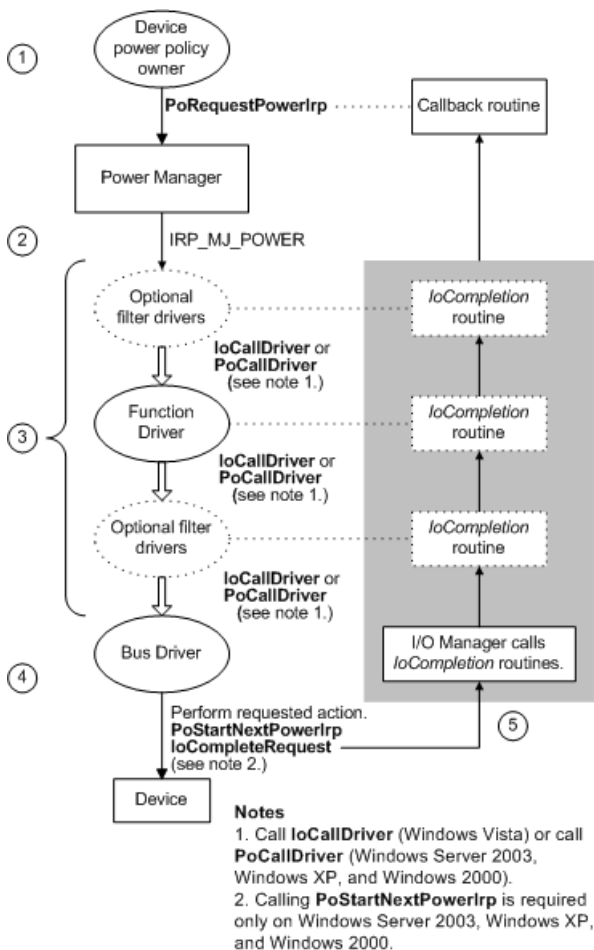 1
Device
power policy
owner
PoRequestPowerIrp
Callback routine
Power Manager
2
IRP_MJ_POWER
Optional
filter drivers
IoCompletion
routine
IoCallDriver or
PoCallDriver
(see note 1.)
3
Function
Driver
IoCompletion
routine
IoCallDriver or
PoCallDriver
(see note 1.)
Optional filter
drivers
IoCompletion
routine
IoCallDriver or
PoCallDriver
(see note 1.)
4
Bus Driver
I/O Manager calls
IoCompletion routines.
Perform requested action.
PoStartNextPowerIrp
IoCompleteRequest
(see note 2.)
5
Device
Notes
1. Call IoCallDriver (Windows Vista) or call
PoCallDriver (Windows Server 2003,
Windows XP, and Windows 2000).
2. Calling PoStartNextPowerIrp is required
only on Windows Server 2003, Windows XP,
and Windows 2000.